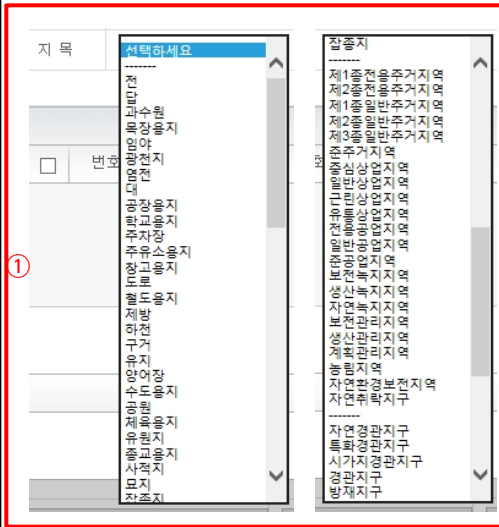 지 목
선택하세요
-------
전
답
과수원
목장용지
임야
광천지
염전
대
공장용지
학교용지
주차장
주유소용지
창고용지
도로
철도용지
제방
하천
구거
유지
양어장
수도용지
공원
체육용지
유원지
종교용지
사적지
묘지
잡종지
번호
①
잡종지
-------
제1종전용주거지역
제2종전용주거지역
제1종일반주거지역
제2종일반주거지역
제3종일반주거지역
준주거지역
중심상업지역
일반상업지역
근린상업지역
유통상업지역
전용공업지역
일반공업지역
준공업지역
보전녹지지역
생산녹지지역
자연녹지지역
보전관리지역
생산관리지역
계획관리지역
농림지역
자연환경보전지역
자연취락지구
-------
자연경관지구
특화경관지구
시가지경관지구
경관지구
방재지구